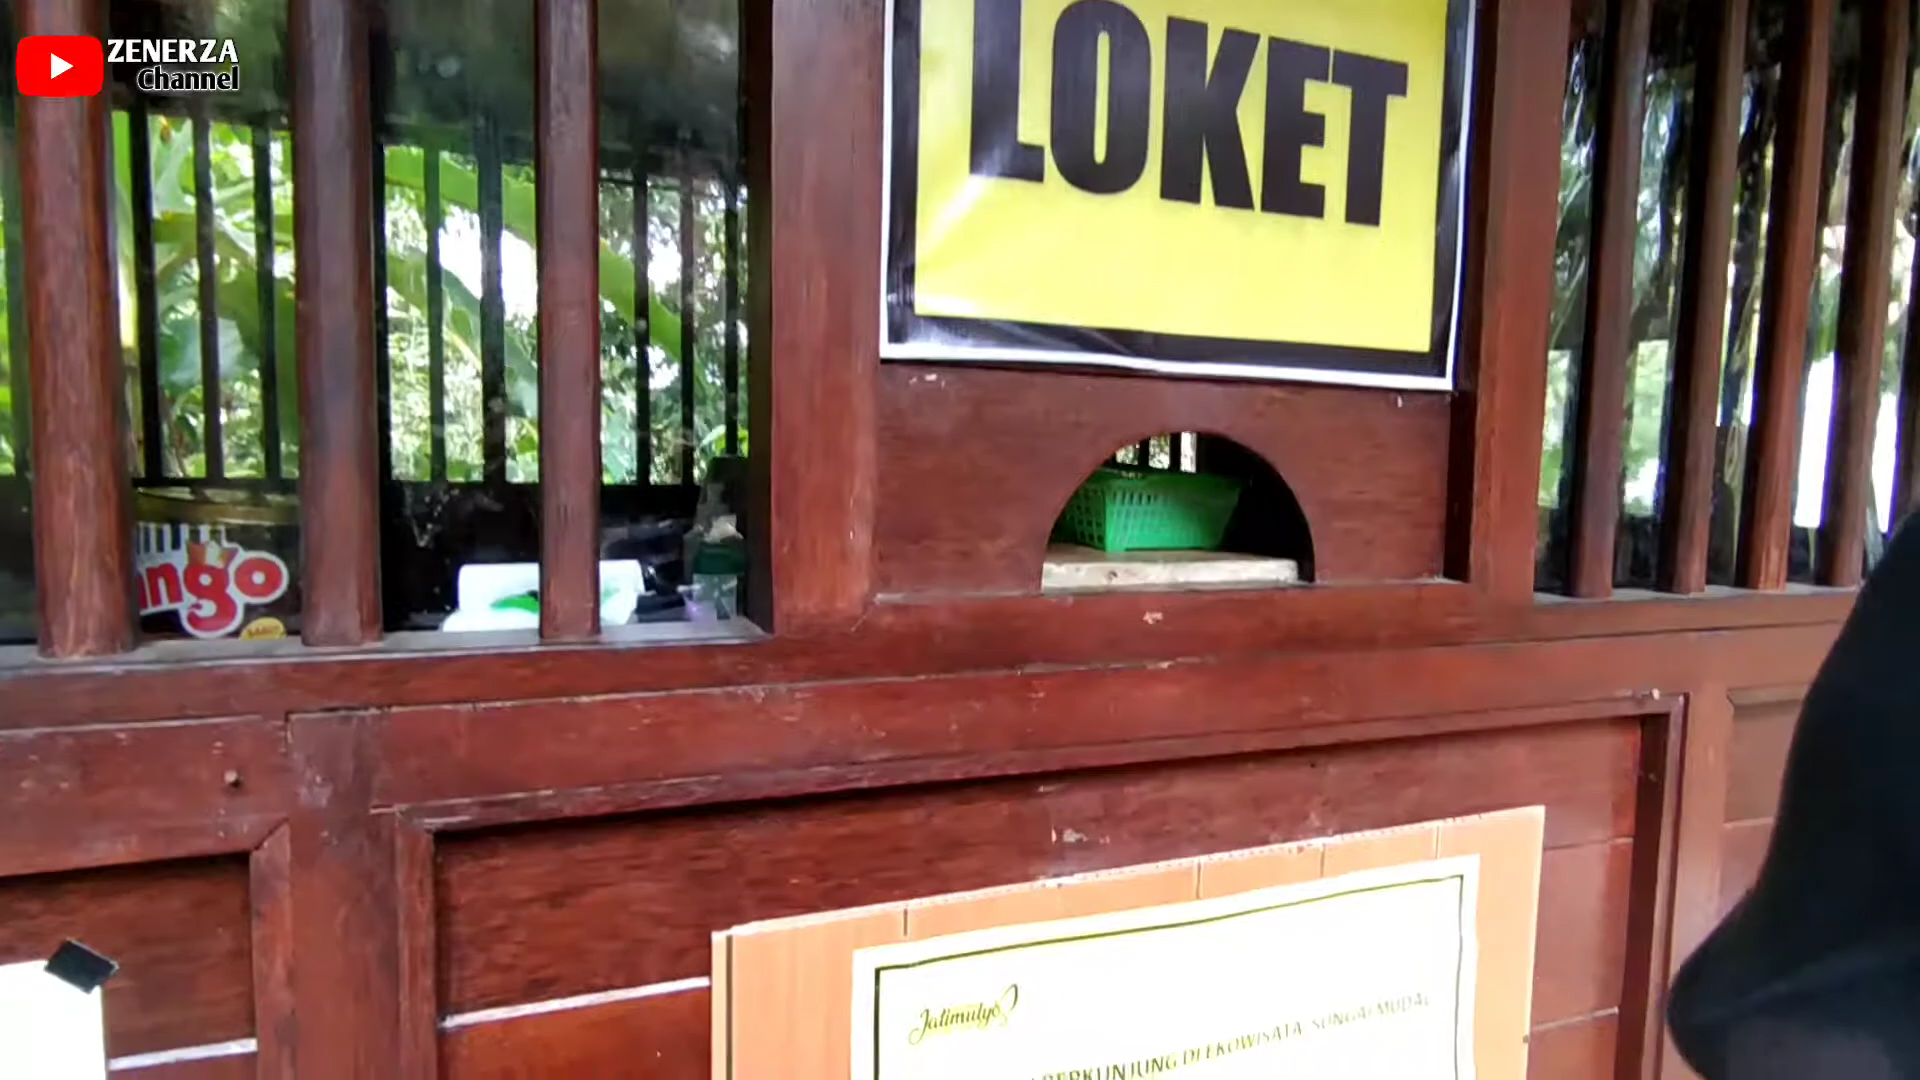 ZENERZA
Channel
LOKET
ngo
Jatimulyo
BERKUNJUNG DI EKOWISATA SUNGAI MUDAL